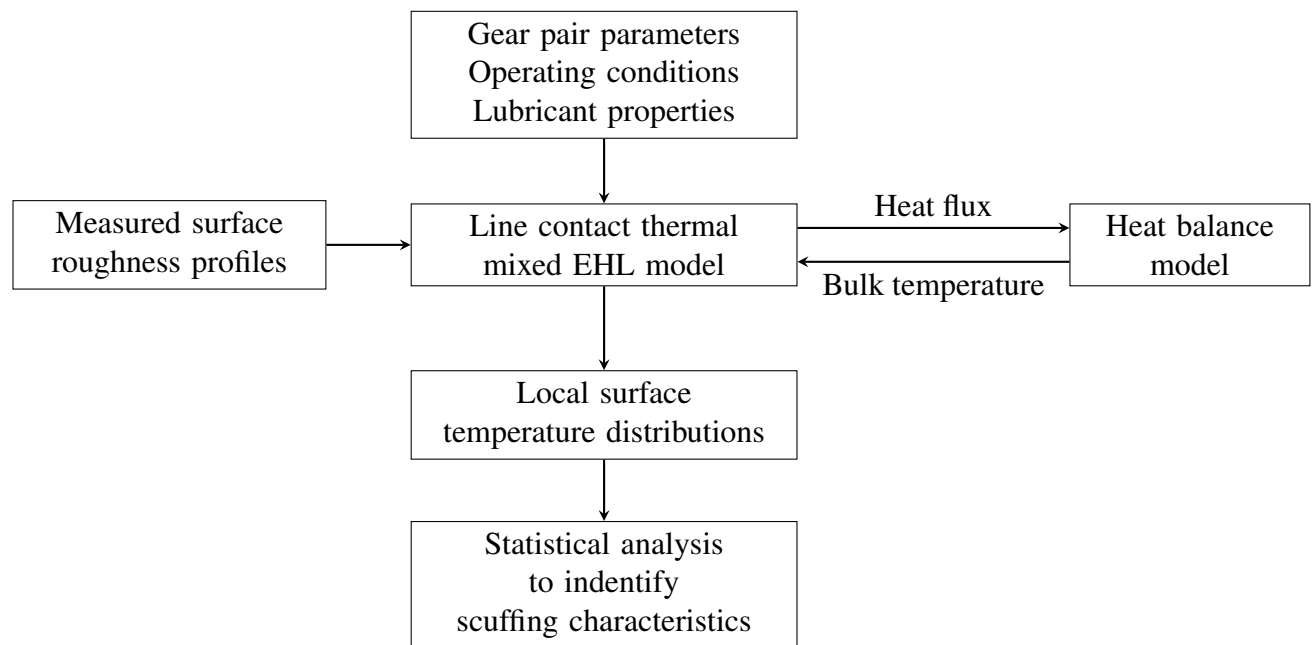 Gear pair parameters
Operating conditions
Lubricant properties
Measured surface
roughness profiles
Line contact thermal
mixed EHL model
Heat flux
Bulk temperature
Heat balance
model
Local surface
temperature distributions
Statistical analysis
to indentify
scuffing characteristics